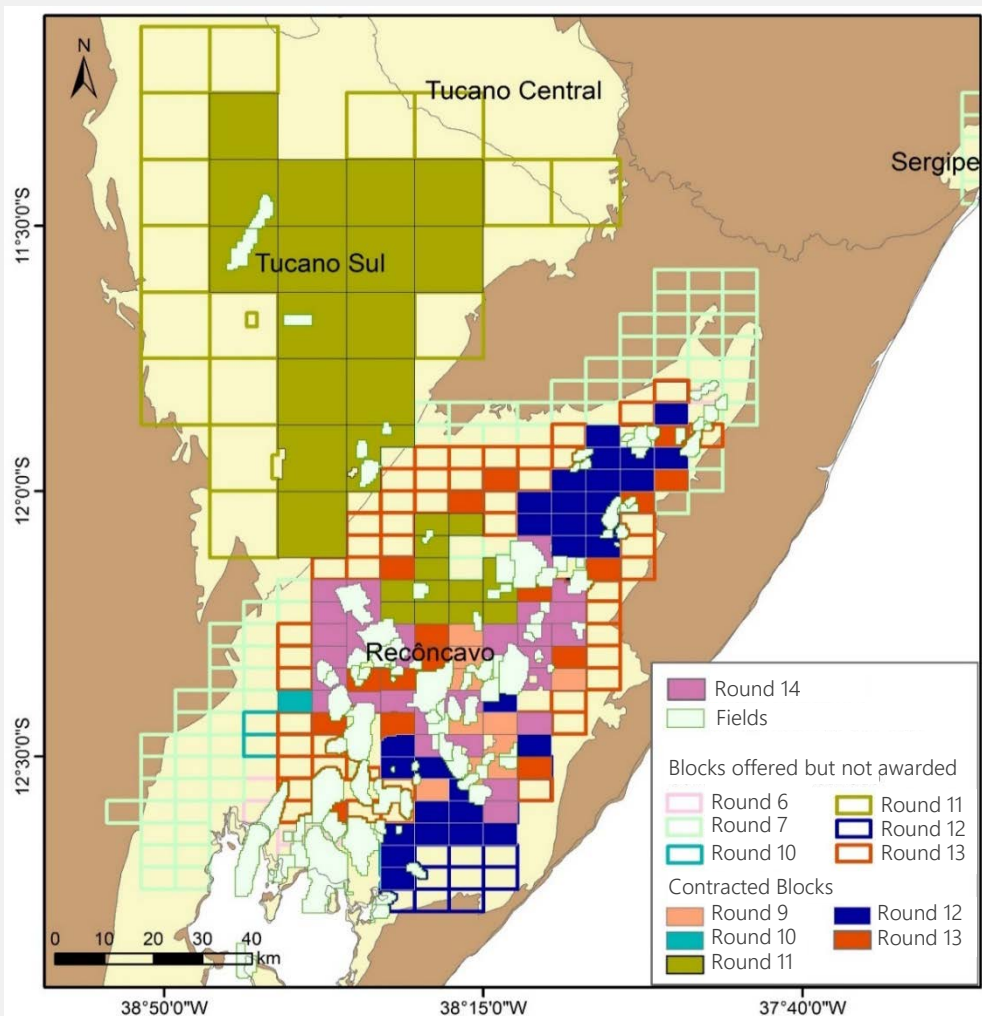 N
Tucano Central
Sergipe
11°30'0"S
Tucano Sul
12°0'0"S
Recôncavo
12°30'0"S
Round 14
Fields
Blocks offered but not awarded
Round 6
Round 7
Round 10
Round 11
Round 12
Round 13
Contracted Blocks
Round 9
Round 10
Round 11
Round 12
Round 13
0 10 20 30 40
km
38°50'0"W 38°15'0"W 37°40'0"W